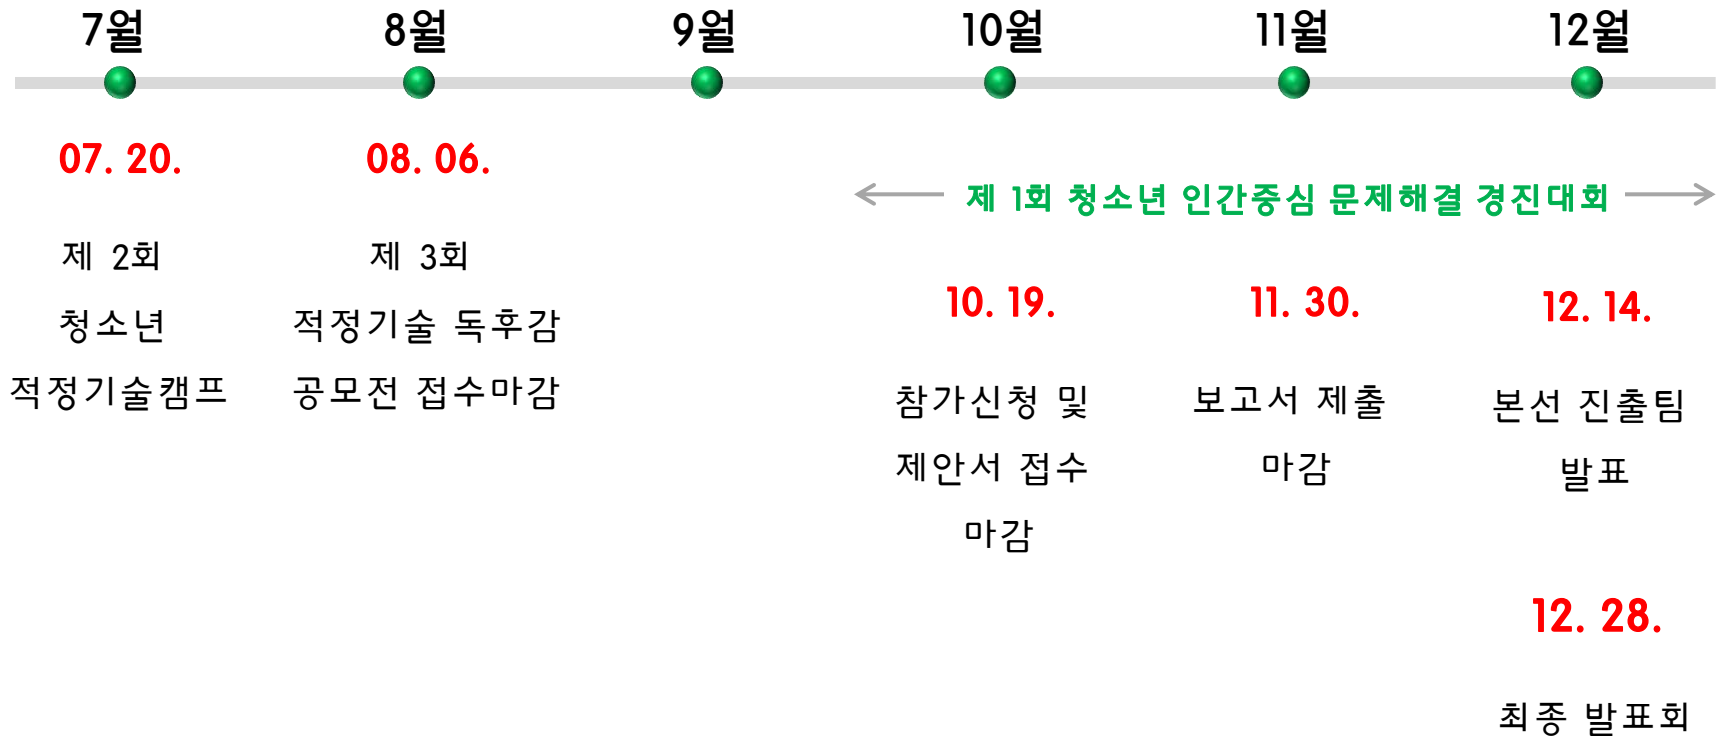 7월
8월
9월
10월
11월
12월
07. 20.
제 2회
청소년
적정기술캠프
08. 06.
제 3회
적정기술 독후감
공모전 접수마감
제 1회 청소년 인간중심 문제해결 경진대회
10. 19.
참가신청 및
제안서 접수
마감
11. 30.
보고서 제출
마감
12. 14.
본선 진출팀
발표
12. 28.
최종 발표회